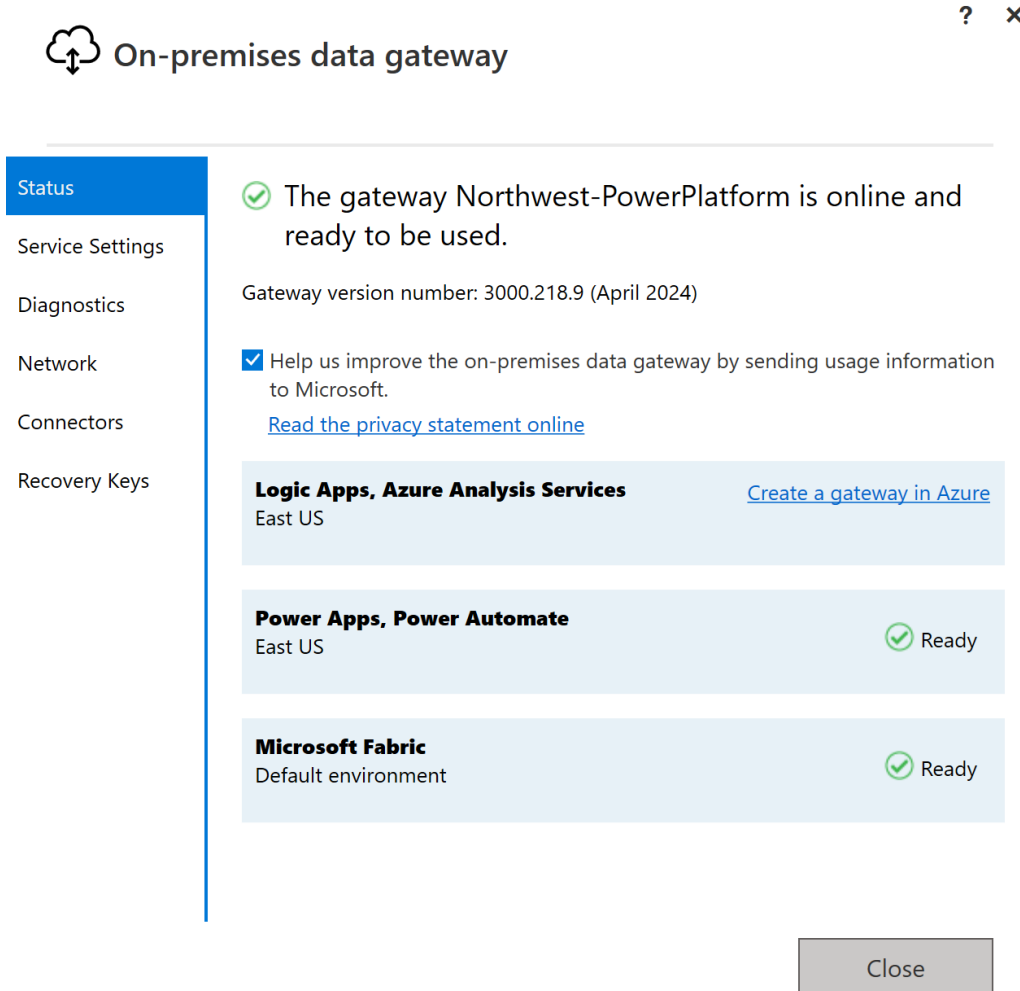 ?
On-premises data gateway
Status
Service Settings
Diagnostics
Network
Connectors
Recovery Keys
The gateway Northwest-PowerPlatform is online and
ready to be used.
Gateway version number: 3000.218.9 (April 2024)
Help us improve the on-premises data gateway by sending usage information
to Microsoft.
Read the privacy statement online
Logic Apps, Azure Analysis Services
Create a gateway in Azure
East US
Power Apps, Power Automate
East US
Ready
Microsoft Fabric
Default environment
Ready
Close